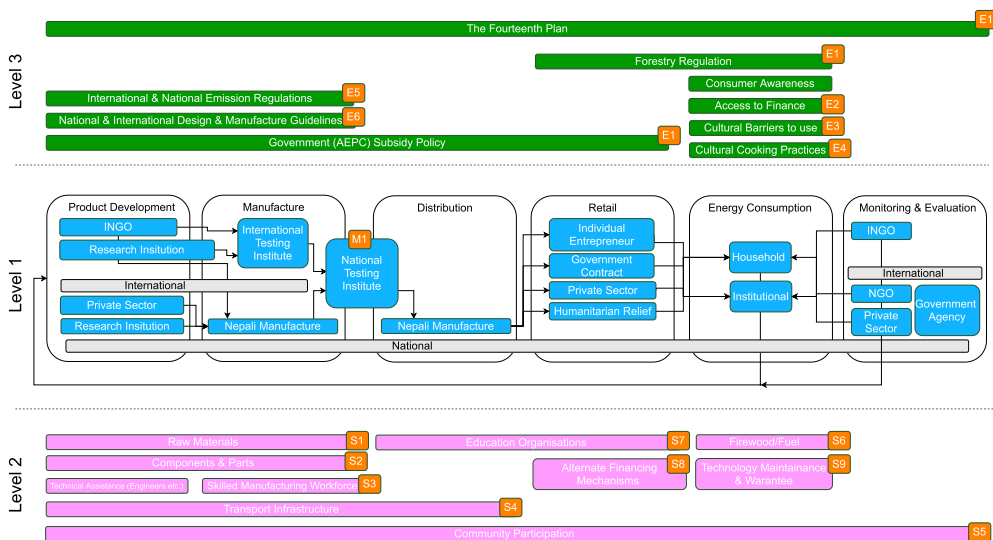 Level 3
The Fourteenth Plan
E1
Forestry Regulation
E1
Consumer Awareness
International & National Emission Regulations
E5
Access to Finance
E2
National & International Design & Manufacture Guidelines
E6
Cultural Barriers to use
E3
Government (AEPC) Subsidy Policy
E1
Cultural Cooking Practices
E4
Level 1
Product Development
INGO
Research Insitution
International
Private Sector
Research Insitution
Manufacture
International
Testing
Institute
Nepali Manufacture
M1
National
Testing
Institute
Distribution
Nepali Manufacture
Retail
Individual
Entrepreneur
Government
Contract
Private Sector
Humanitarian Relief
Energy Consumption
Household
Institutional
Monitoring & Evaluation
INGO
International
NGO
Private
Sector
Government
Agency
National
Level 2
Raw Materials
S1
Education Organisations
S7
Firewood/Fuel
S6
Components & Parts
S2
Alternate Financing
Mechanisms
S8
Technology Maintainance
& Warantee
S9
Technical Assistance (Engineers etc.)
Skilled Manufacturing Workforce
S3
Transport Infrastructure
S4
Community Participation
S5